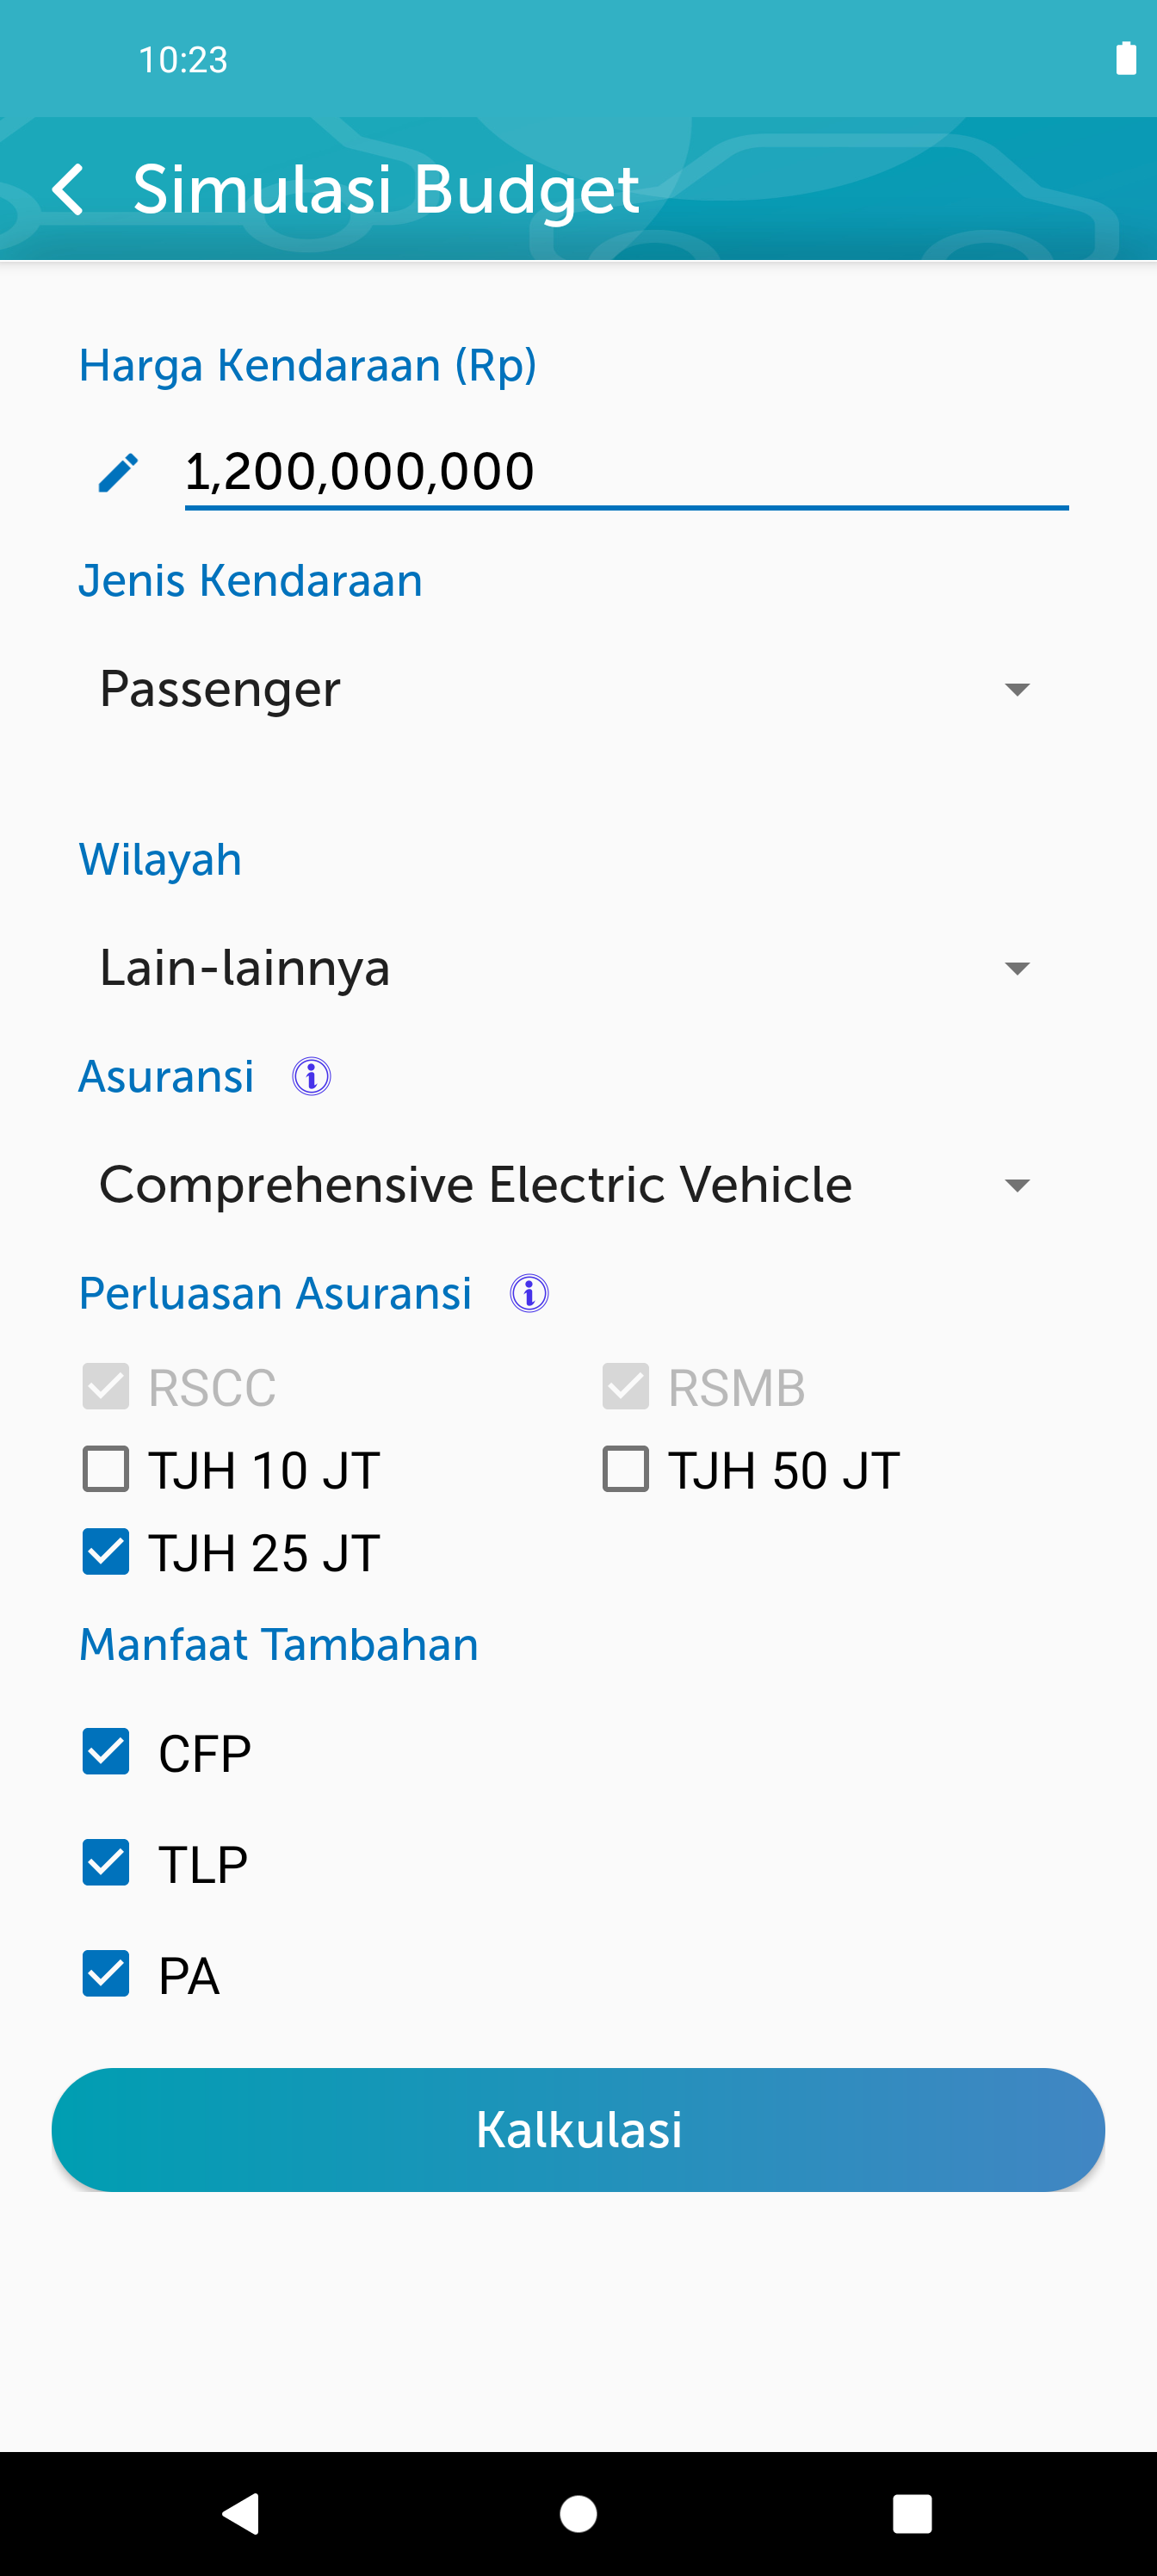 10:23
Simulasi Budget
Harga Kendaraan (Rp)
1,200,000,000
Jenis Kendaraan
Passenger
Wilayah
Lain-lainnya
Asuransi
Comprehensive Electric Vehicle
Perluasan Asuransi
RSCC RSMB
TJH 10 JT TJH 50 JT
TJH 25 JT
Manfaat Tambahan
CFP
TLP
PA
Kalkulasi